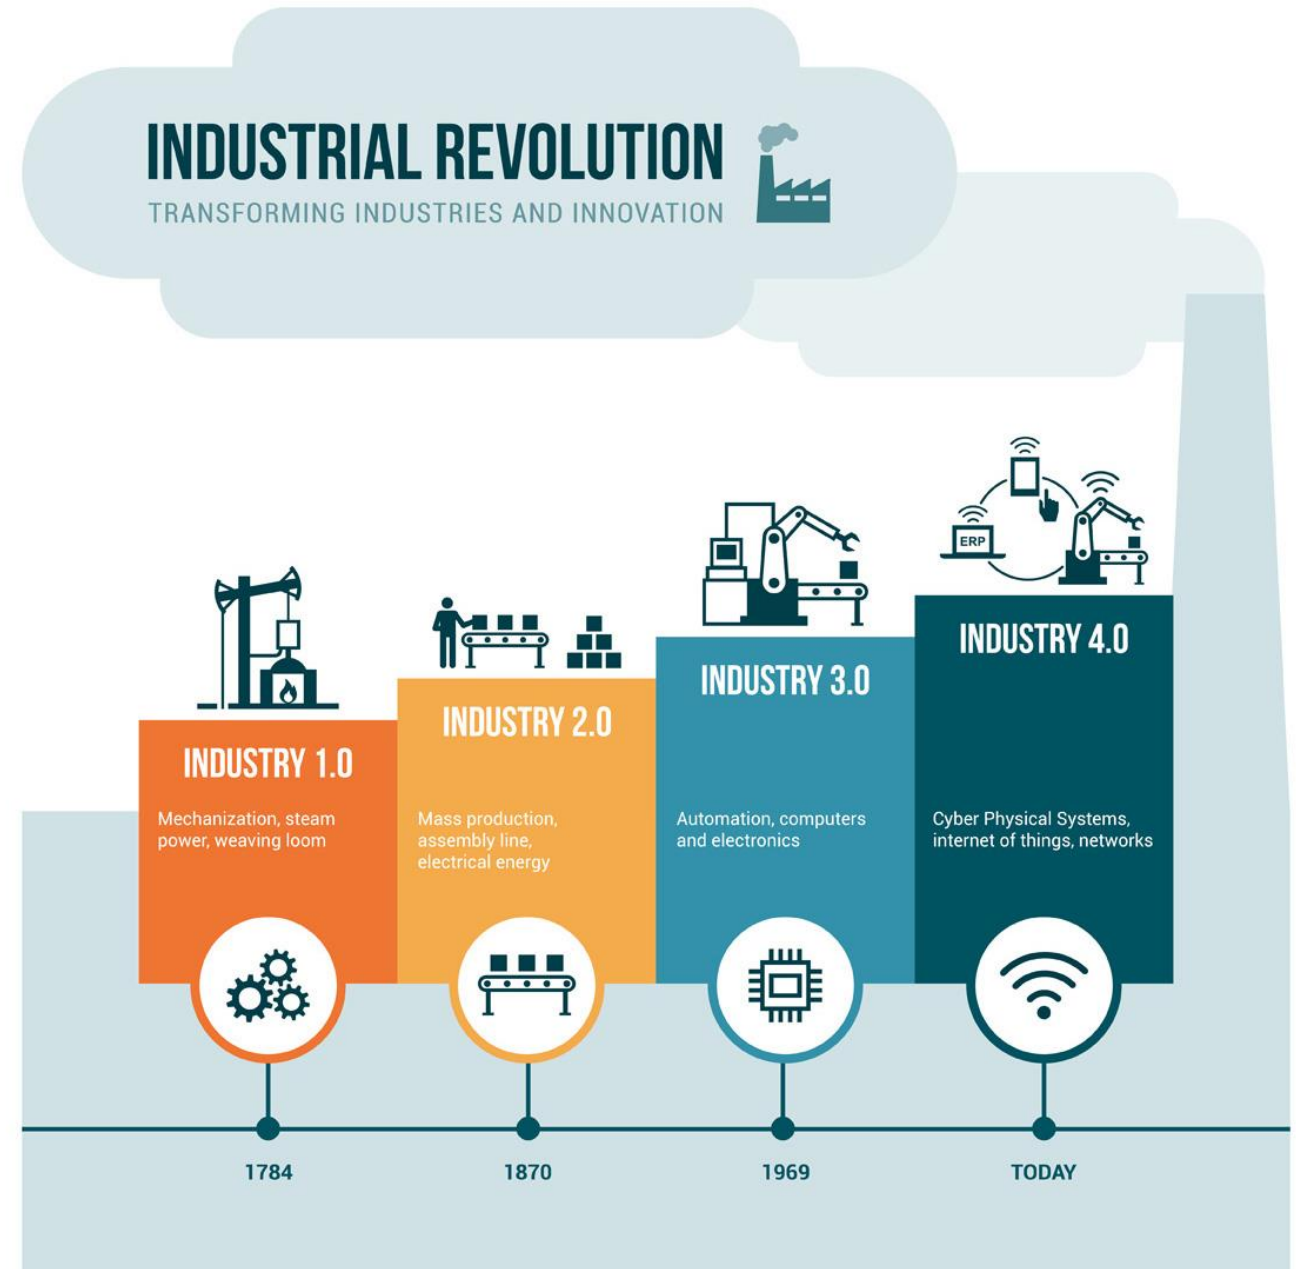 INDUSTRIAL REVOLUTION
TRANSFORMING INDUSTRIES AND INNOVATION
ERP
INDUSTRY 1.0
Mechanization, steam
power, weaving loom
INDUSTRY 2.0
Mass production,
assembly line,
electrical energy
INDUSTRY 3.0
Automation, computers
and electronics
INDUSTRY 4.0
Cyber Physical Systems,
internet of things, networks
1784
1870
1969
TODAY